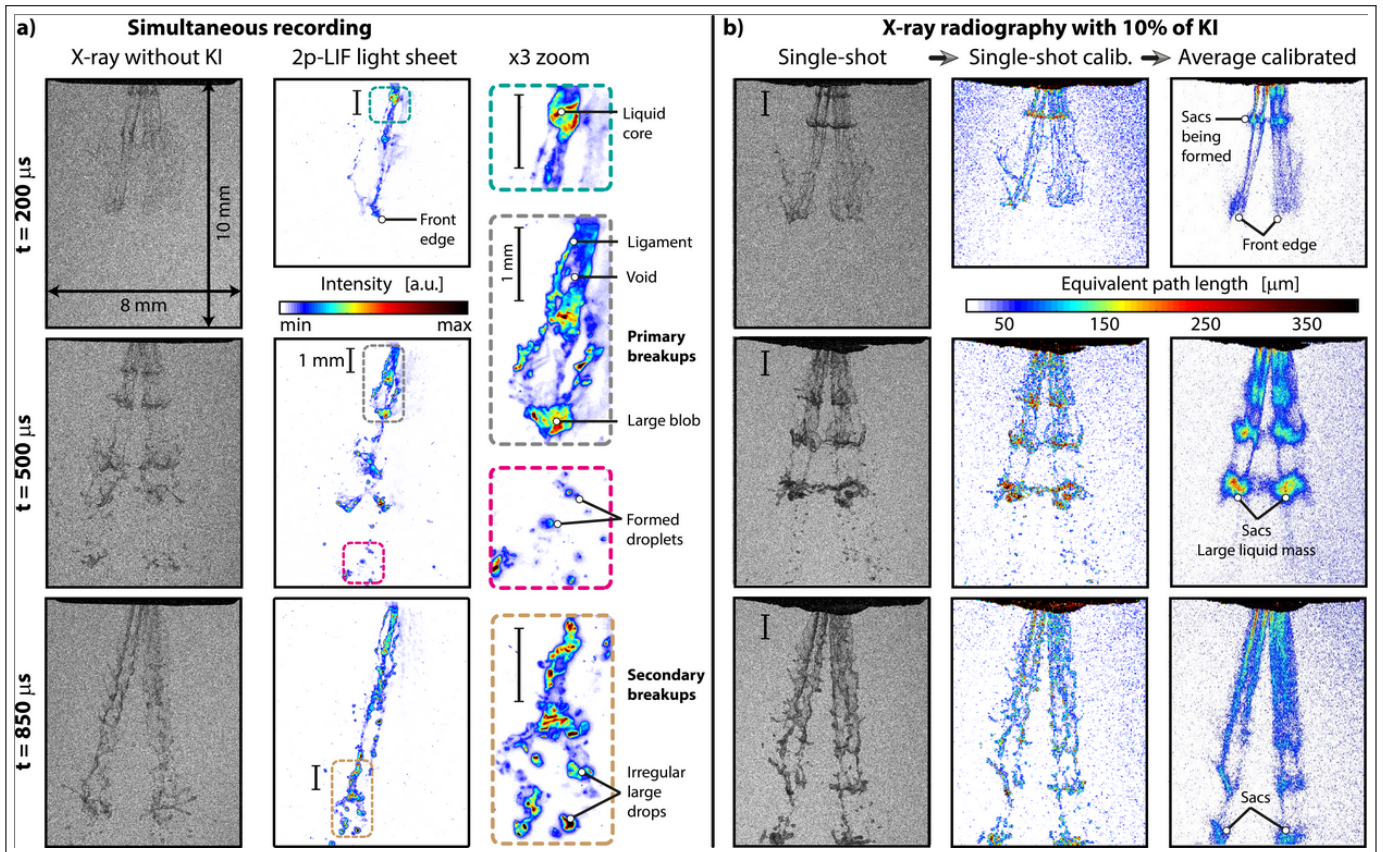 a)
Simultaneous recording
X-ray without KI
2p-LIF light sheet
x3 zoom
t = 200 μs
10 mm
8 mm
Front
edge
Liquid
core
Intensity [a.u.]
min
max
Ligament
Void
1 mm
Primary
breakups
Large blob
t = 500 μs
1 mm
Formed
droplets
t = 850 μs
Secondary
breakups
Irregular
large
drops
b)
X-ray radiography with 10% of KI
Single-shot
Single-shot calib.
Average calibrated
Sacs
being
formed
Front edge
Equivalent path length [μm]
50
150
250
350
Sacs
Large liquid mass
Sacs